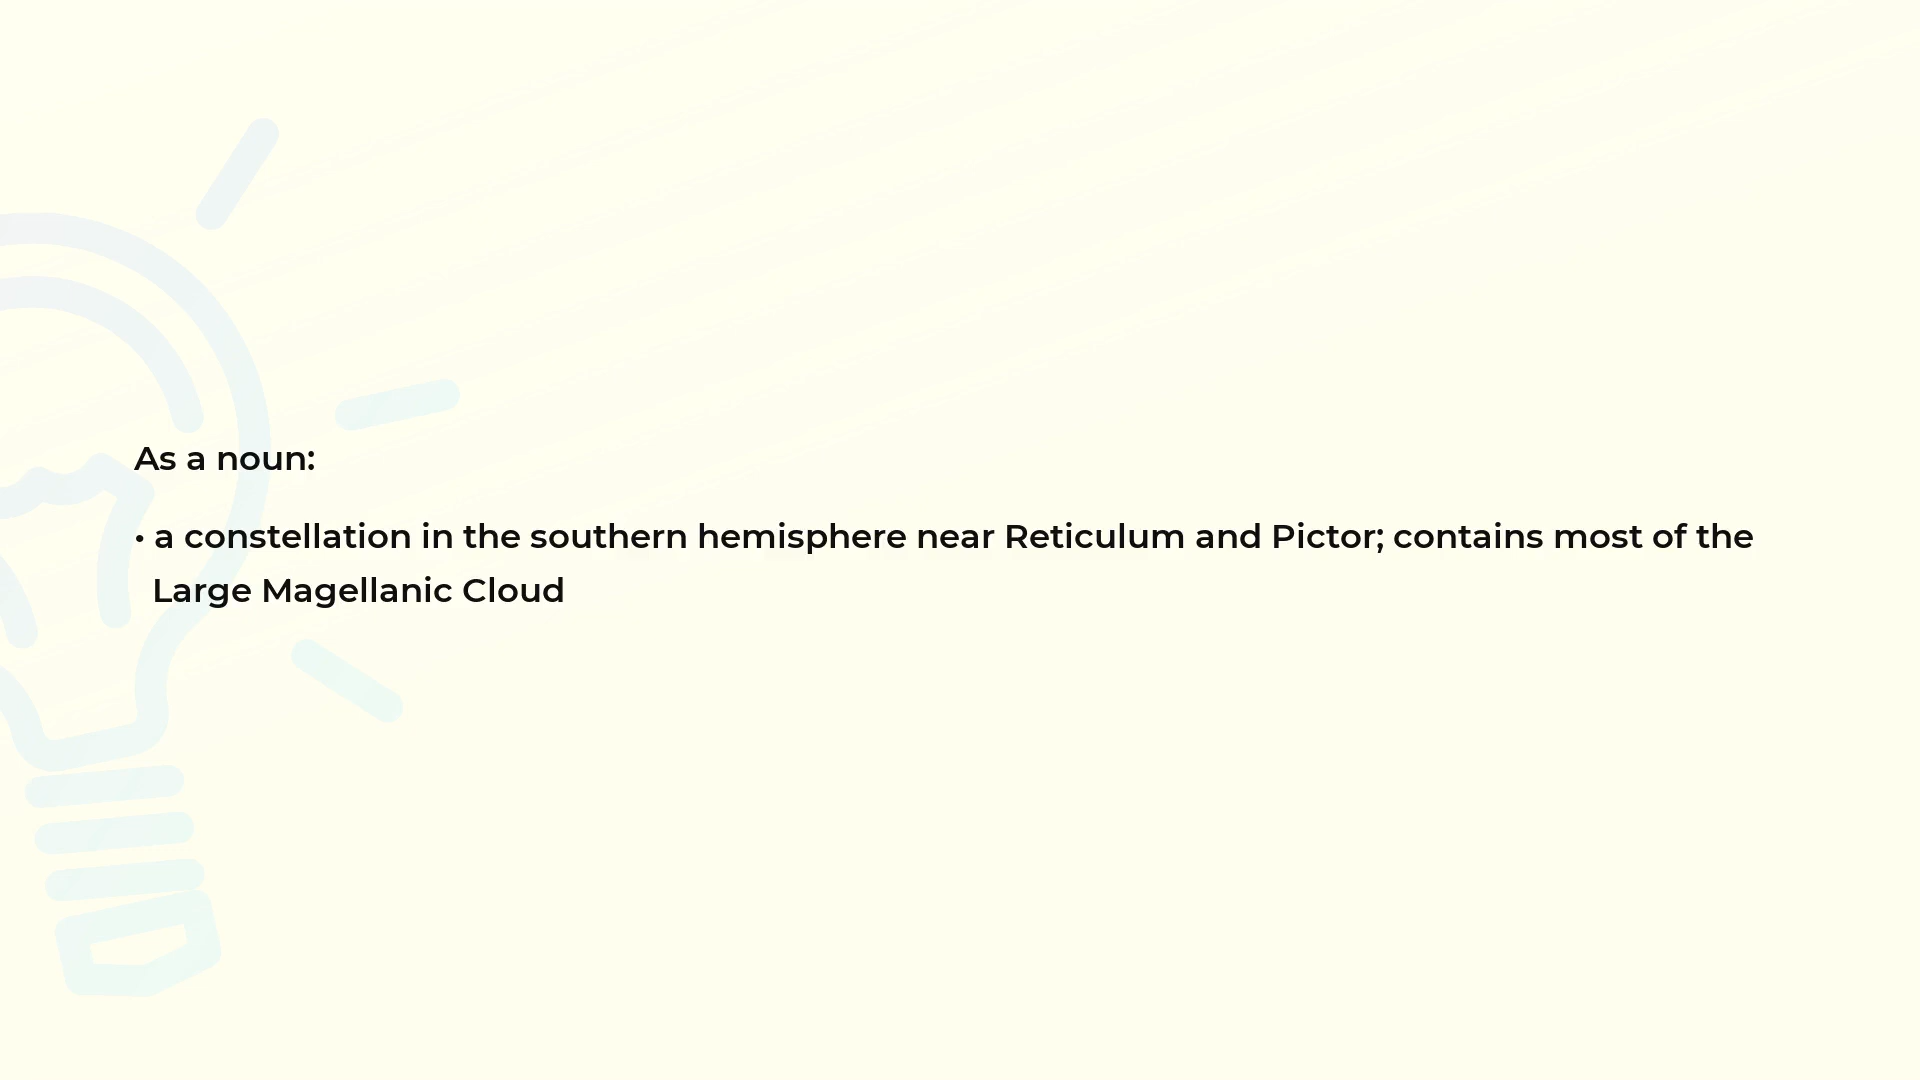 As a noun:
• a constellation in the southern hemisphere near Reticulum and Pictor; contains most of the
Large Magellanic Cloud